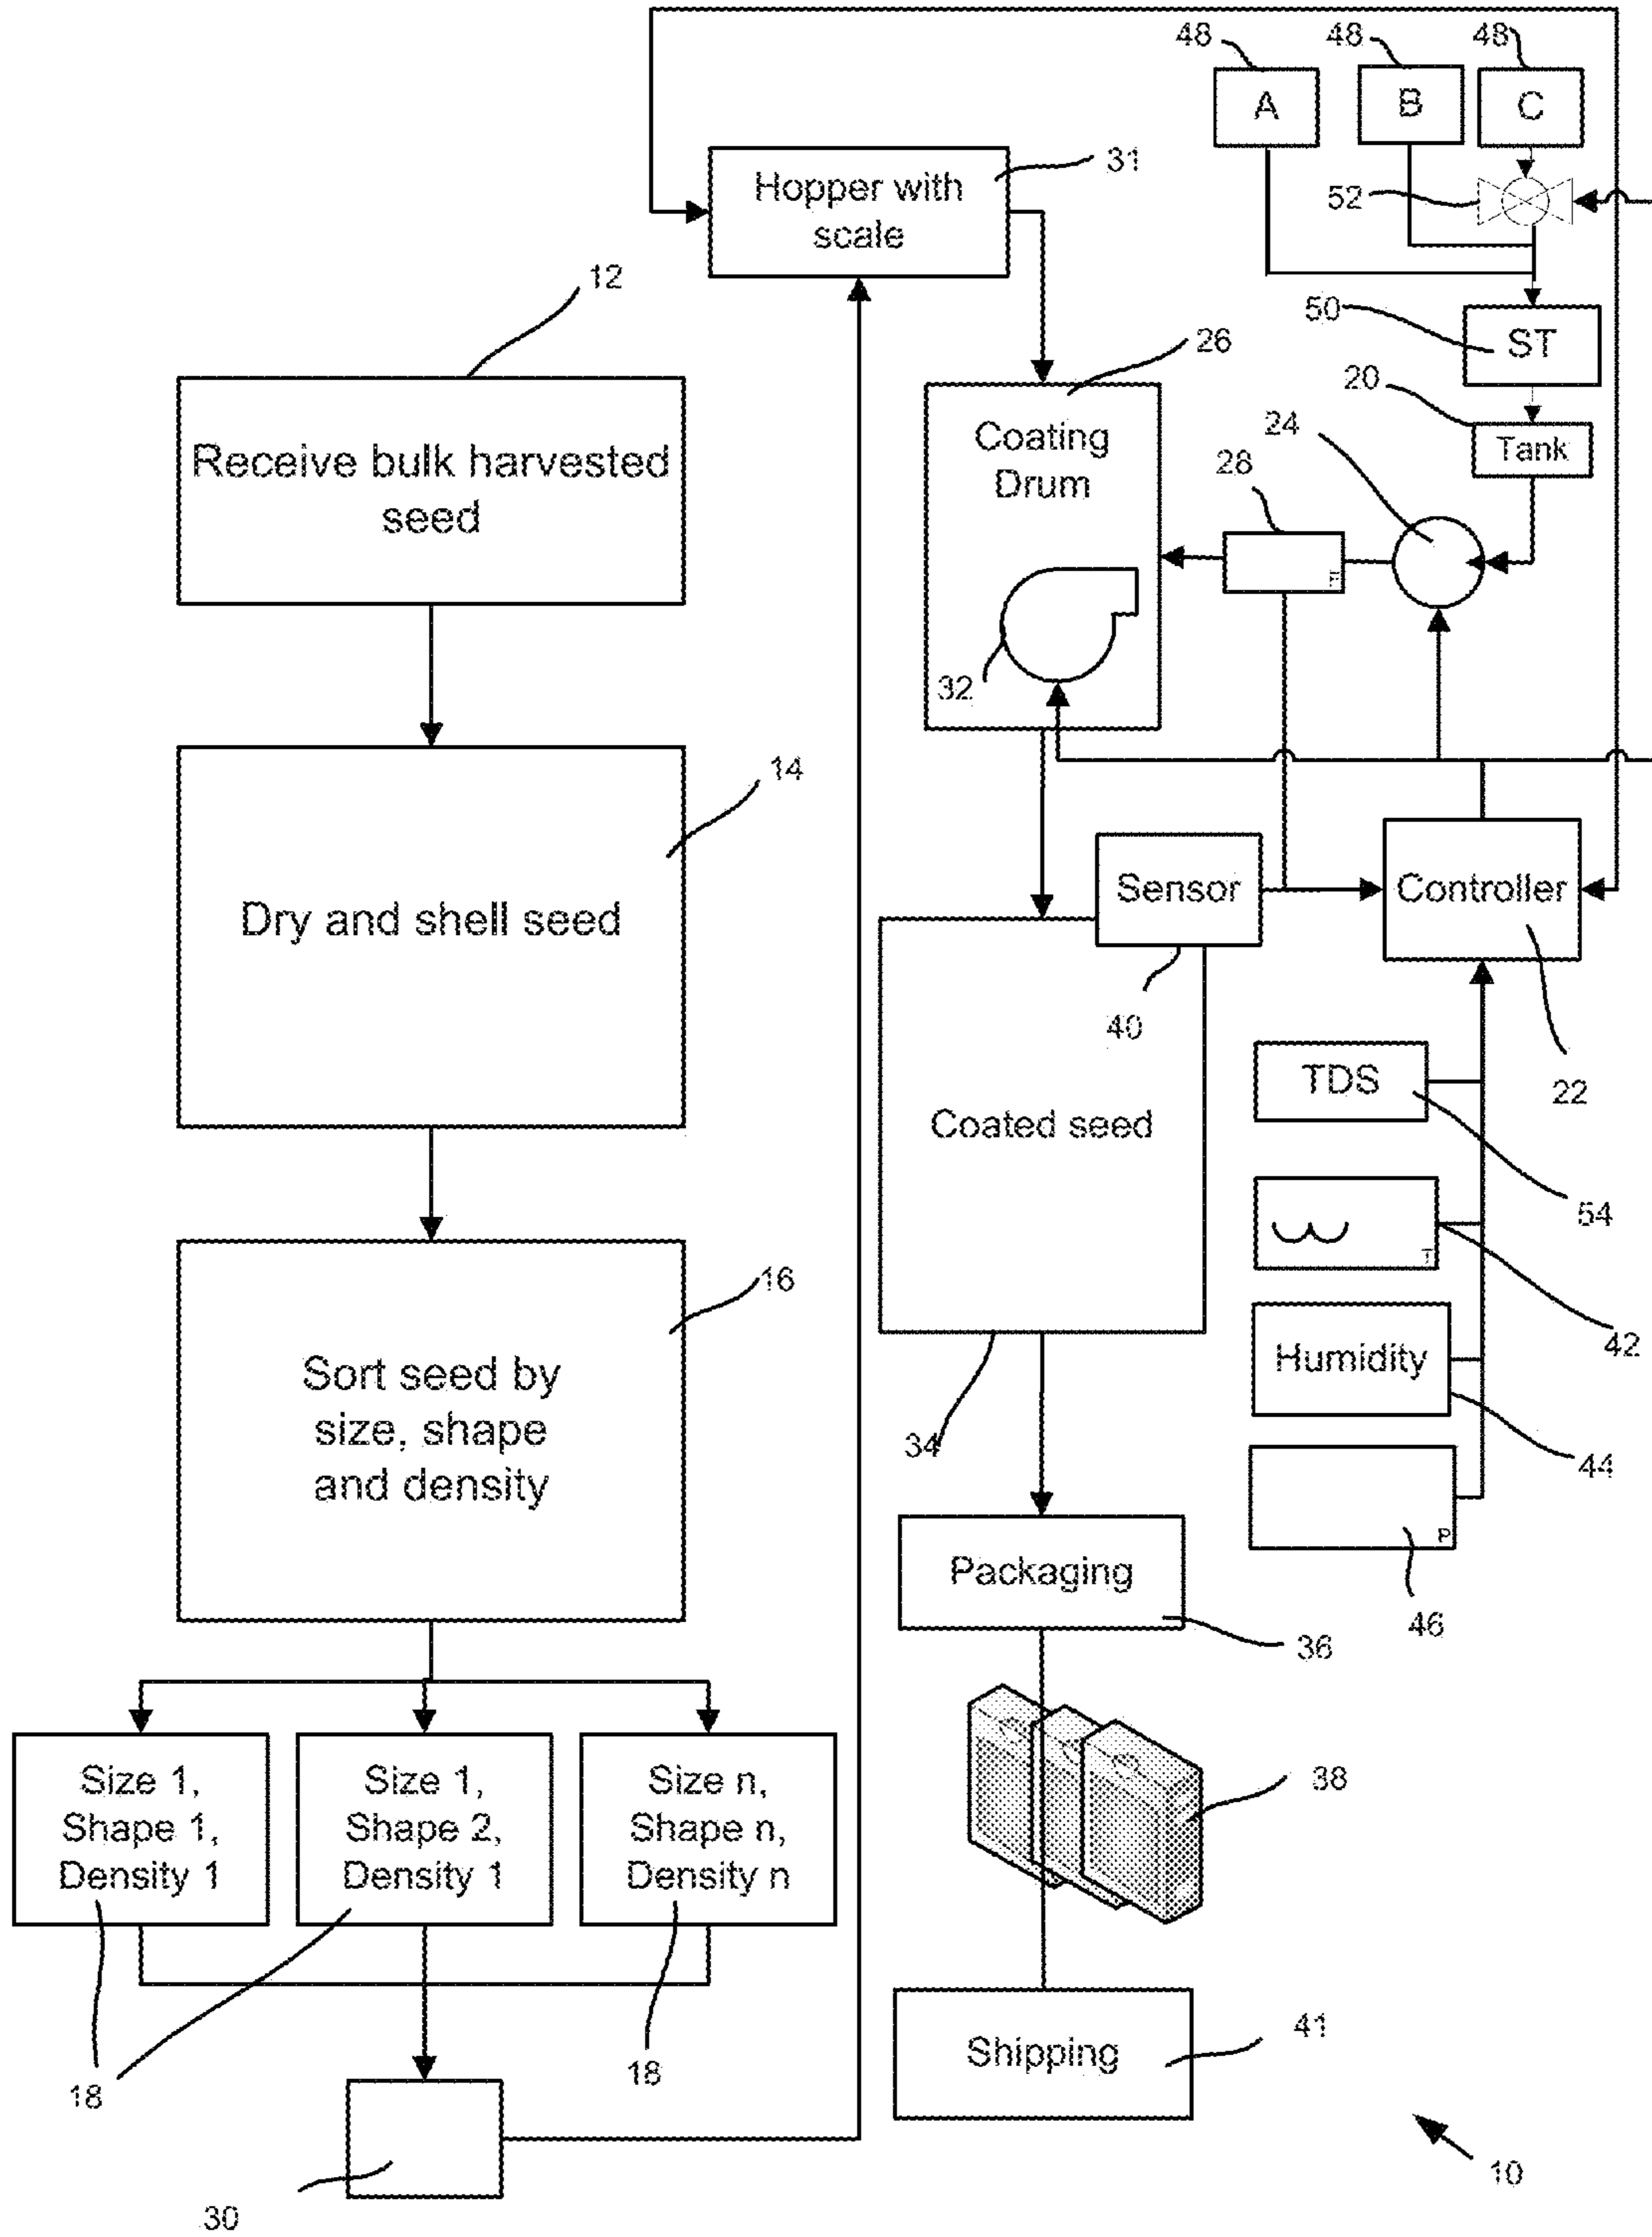 48
48
48
A
B
C
31
Hopper with
scale
52
12
50
ST
26
20
24
Tank
28
Coating
Drum
Receive bulk harvested
seed
F
32
14
Sensor
Controller
Dry and shell seed
40
TDS
22
Coated seed
54
T
16
42
Humidity
Sort seed by
size, shape
and density
34
44
P
Packaging
46
36
Size 1,
Shape 1,
Density 1
Size 1,
Shape 2,
Density 1
Size n,
Shape n,
Density n
38
41
Shipping
18
18
10
30